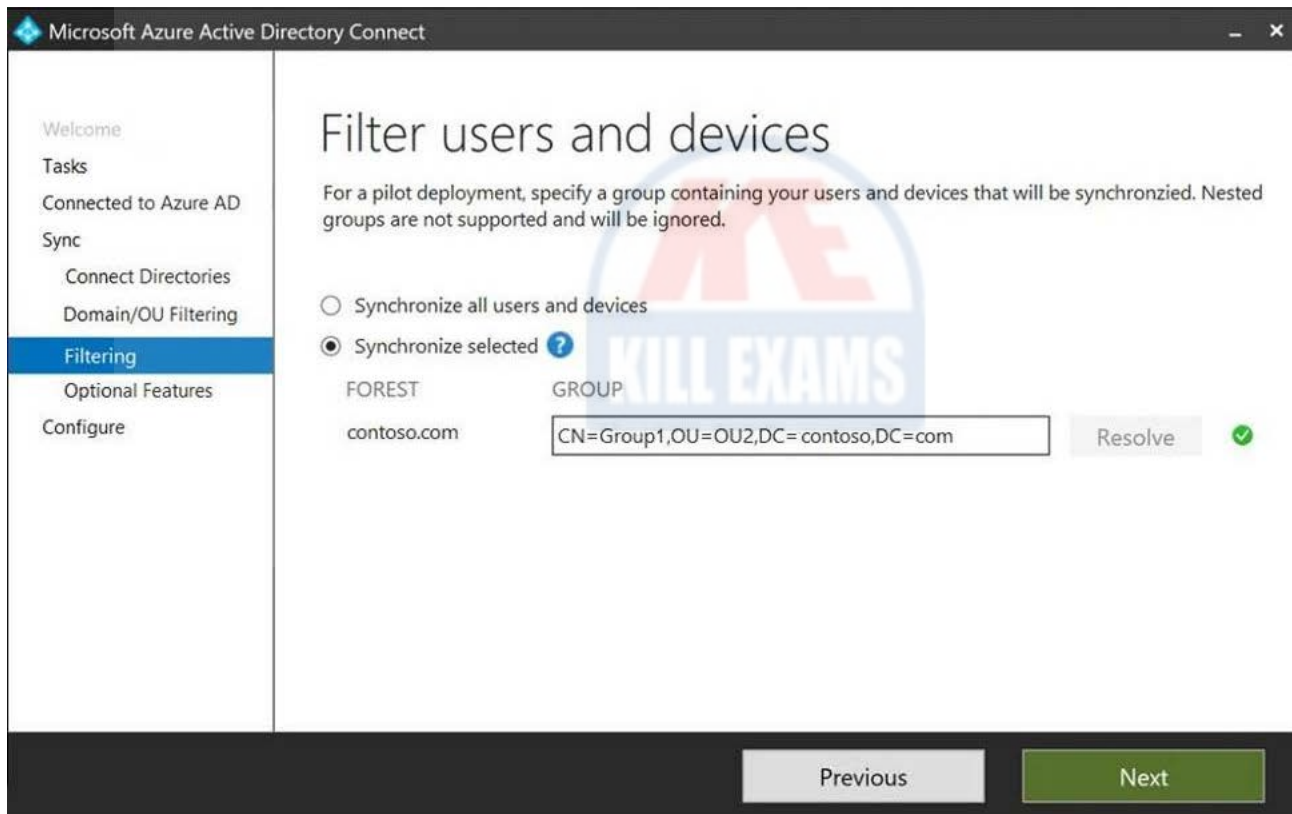 Microsoft Azure Active Directory Connect
Welcome
Tasks
Connected to Azure AD
Sync
Connect Directories
Domain/OU Filtering
Filtering
Optional Features
Configure
Filter users and devices
For a pilot deployment, specify a group containing your users and devices that will be synchronzied. Nested
groups are not supported and will be ignored.
Synchronize all users and devices
Synchronize selected ?
FOREST GROUP
contoso.com CN=Group1,OU=OU2,DC= contoso,DC=com Resolve
KE
KILL EXAMS
Previous Next